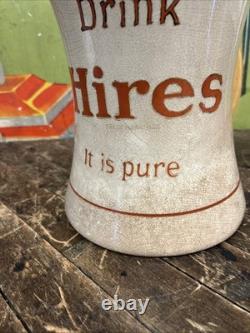 Drink
Hires
It is pure